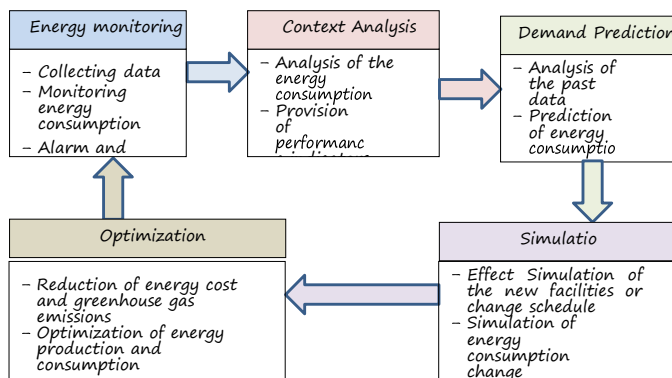 Energy monitoring
– Collecting data
– Monitoring
energy
consumption
– Alarm and
Context Analysis
– Analysis of the
energy
consumption
– Provision
of
performanc
Demand Prediction
– Analysis of
the past
data
– Prediction
of energy
consumptio
Optimization
– Reduction of energy cost
and greenhouse gas
emissions
– Optimization of energy
production and
consumption
Simulatio
– Effect Simulation of
the new facilities or
change schedule
– Simulation of
energy
consumption
change